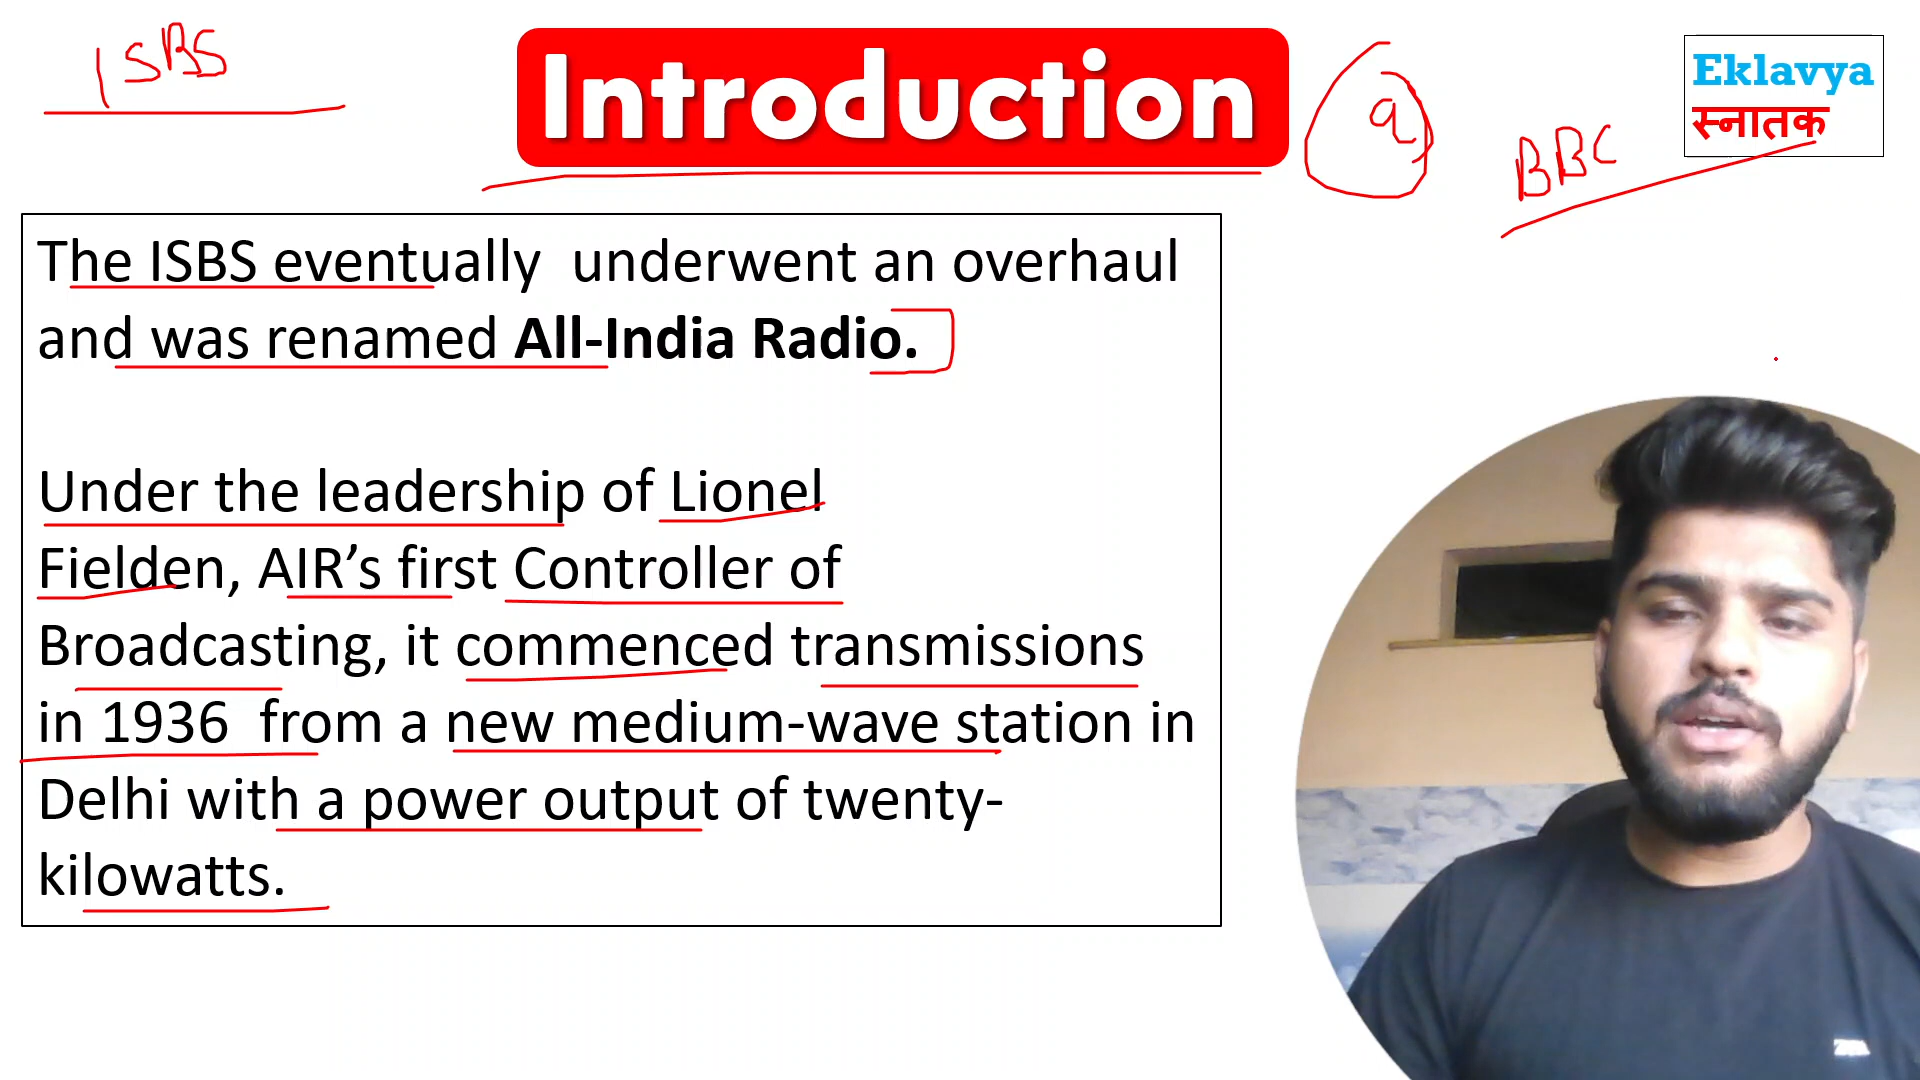 ISBS
Introduction
a
BBC
Eklavya
स्नातक
The ISBS eventually underwent an overhaul
and was renamed All-India Radio.
Under the leadership of Lionel
Fielden, AIR’s first Controller of
Broadcasting, it commenced transmissions
in 1936 from a new medium-wave station in
Delhi with a power output of twenty-
kilowatts.